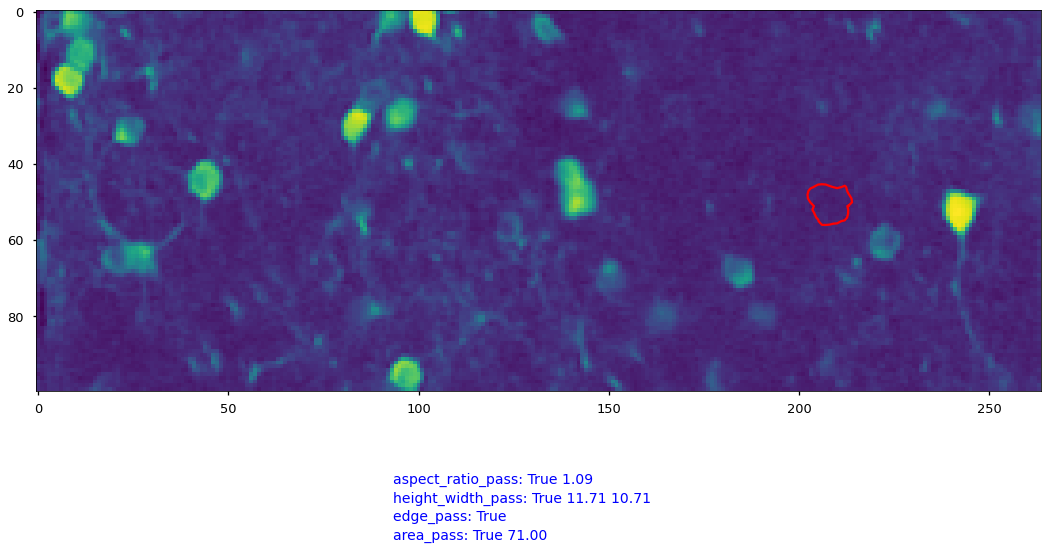 0
20
40
60
80
0 50 100 150 200 250
aspect_ratio_pass: True 1.09
height_width_pass: True 11.71 10.71
edge_pass: True
area_pass: True 71.00